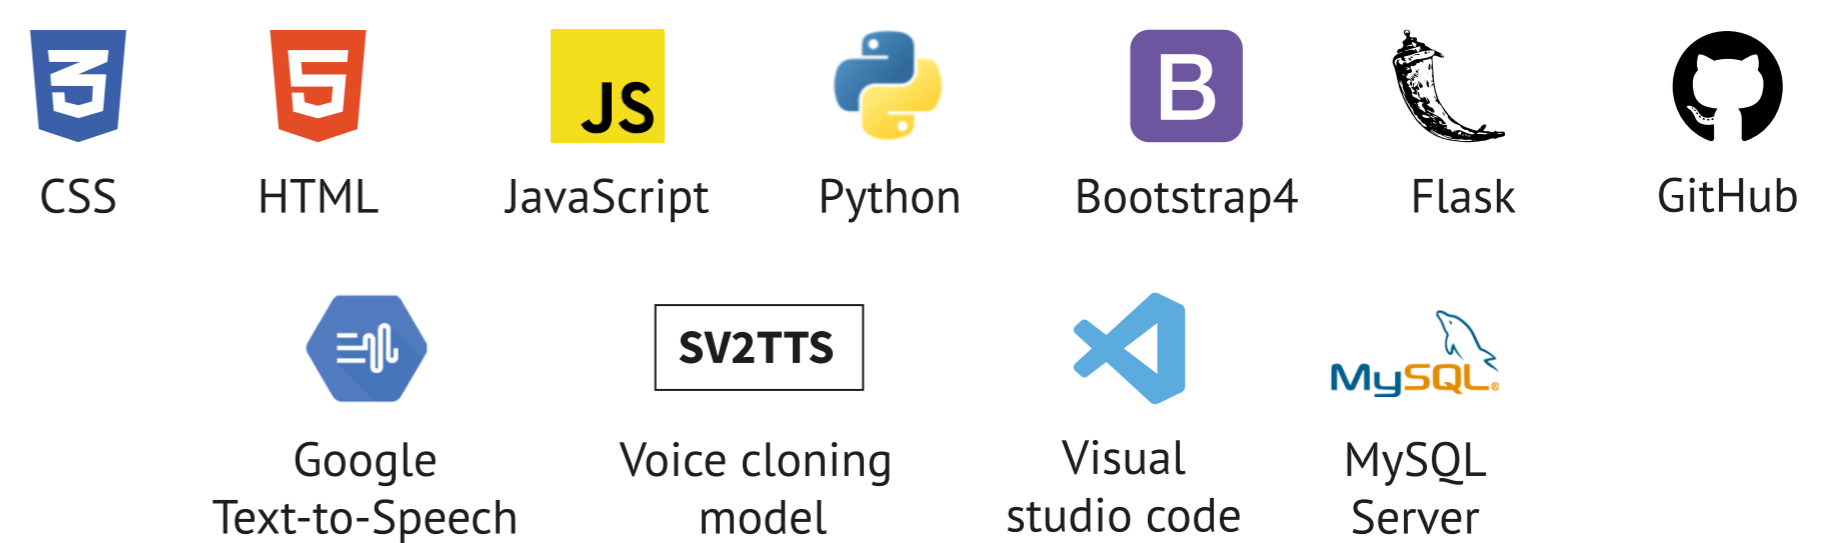 3 5 JS B
CSS HTML JavaScript Python Bootstrap4 Flask GitHub
SV2TTS MySQL®
Google Voice cloning Visual MySQL
Text-to-Speech model studio code Server